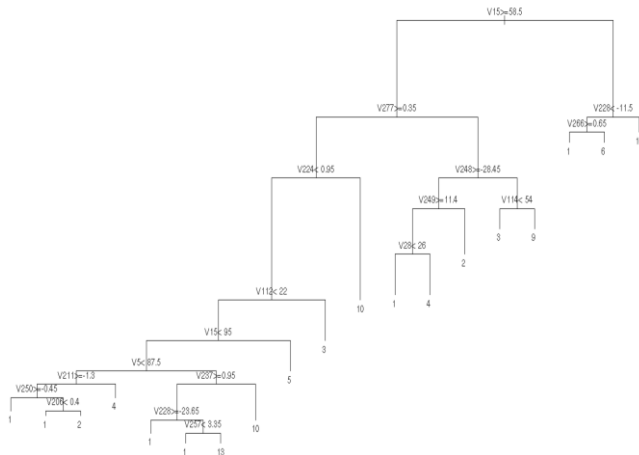 V15>=58.5
V277>=0.35
V228< -11.5
V266>=0.65
1
6
1
V224< 0.95
V248>=-28.45
V249>=11.4
V114< 54
3
9
V28< 26
2
1
4
V112< 22
10
V15< 95
3
V5< 87.5
5
V211>=-1.3
V237>=0.95
V250>=-0.45
4
V206< 0.4
1
1
2
V228>=-23.65
10
V257< 3.35
1
1
13